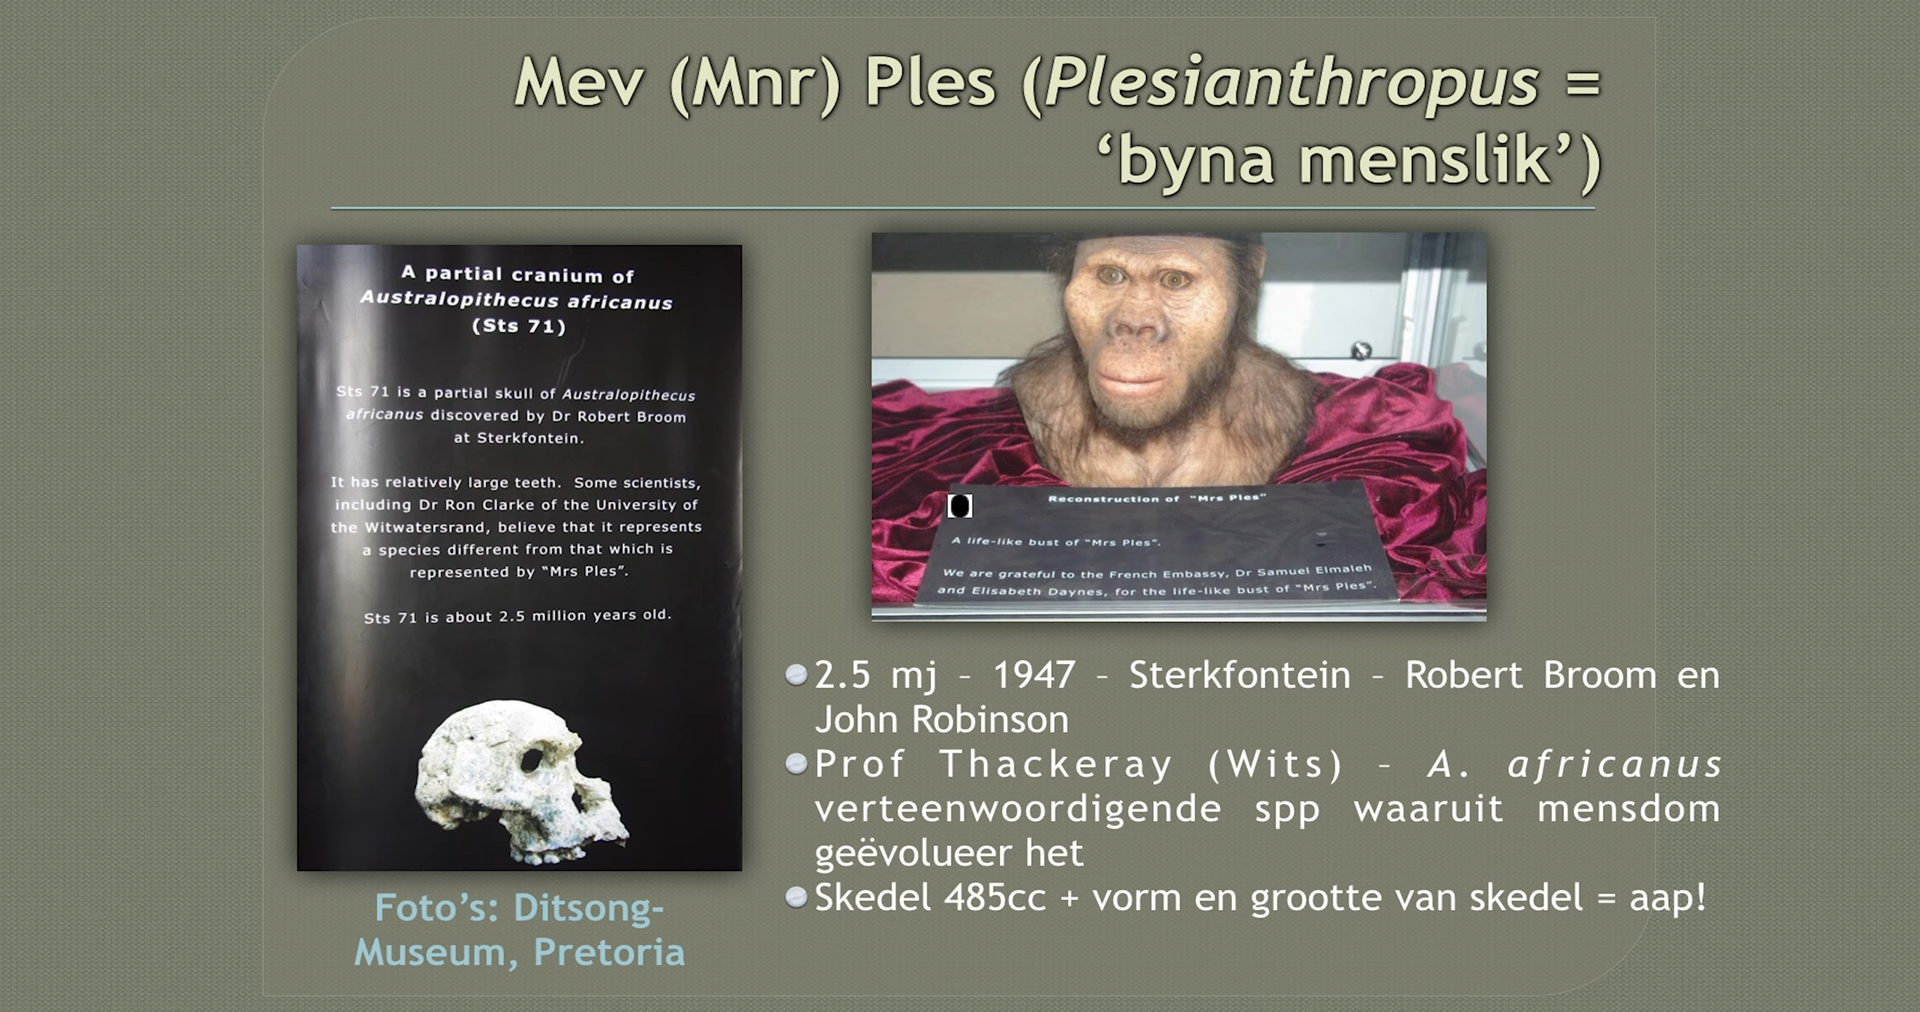 Mev (Mnr) Ples (Plesianthropus =
‘byna menslik’)
A partial cranium of
Australopithecus africanus
(Sts 71)
Sts 71 is a partial skull of Australopithecus
africanus discovered by Dr Robert Broom
at Sterkfontein.
It has relatively large teeth. Some scientists,
including Dr Ron Clarke of the University of
the Witwatersrand, believe that it represents
a species different from that which is
represented by “Mrs Ples”.
Sts 71 is about 2.5 million years old.
Foto’s: Ditsong-
Museum, Pretoria
Reconstruction of “Mrs Ples”
A life-like bust of “Mrs Ples”.
We are grateful to the French Embassy, Dr Samuel Elmaleh
and Elisabeth Daynes, for the life-like bust of “Mrs Ples”.
2.5 mj – 1947 – Sterkfontein – Robert Broom en
John Robinson
Prof Thackeray (Wits) – A. africanus
verteenwoordigende spp waaruit mensdom
geëvolueer het
Skedel 485cc + vorm en grootte van skedel = aap!